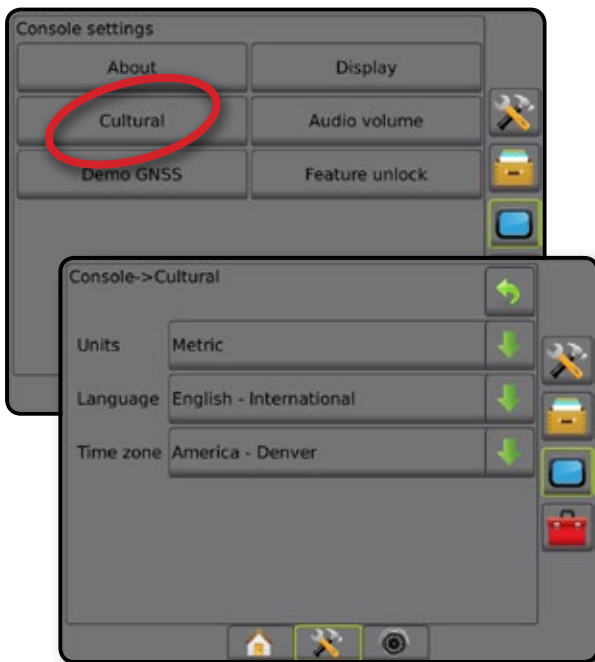 Console settings
About Display
Cultural Audio volume
Demo GNSS Feature unlock
Console->Cultural
Units Metric
Language English - International
Time zone America - Denver